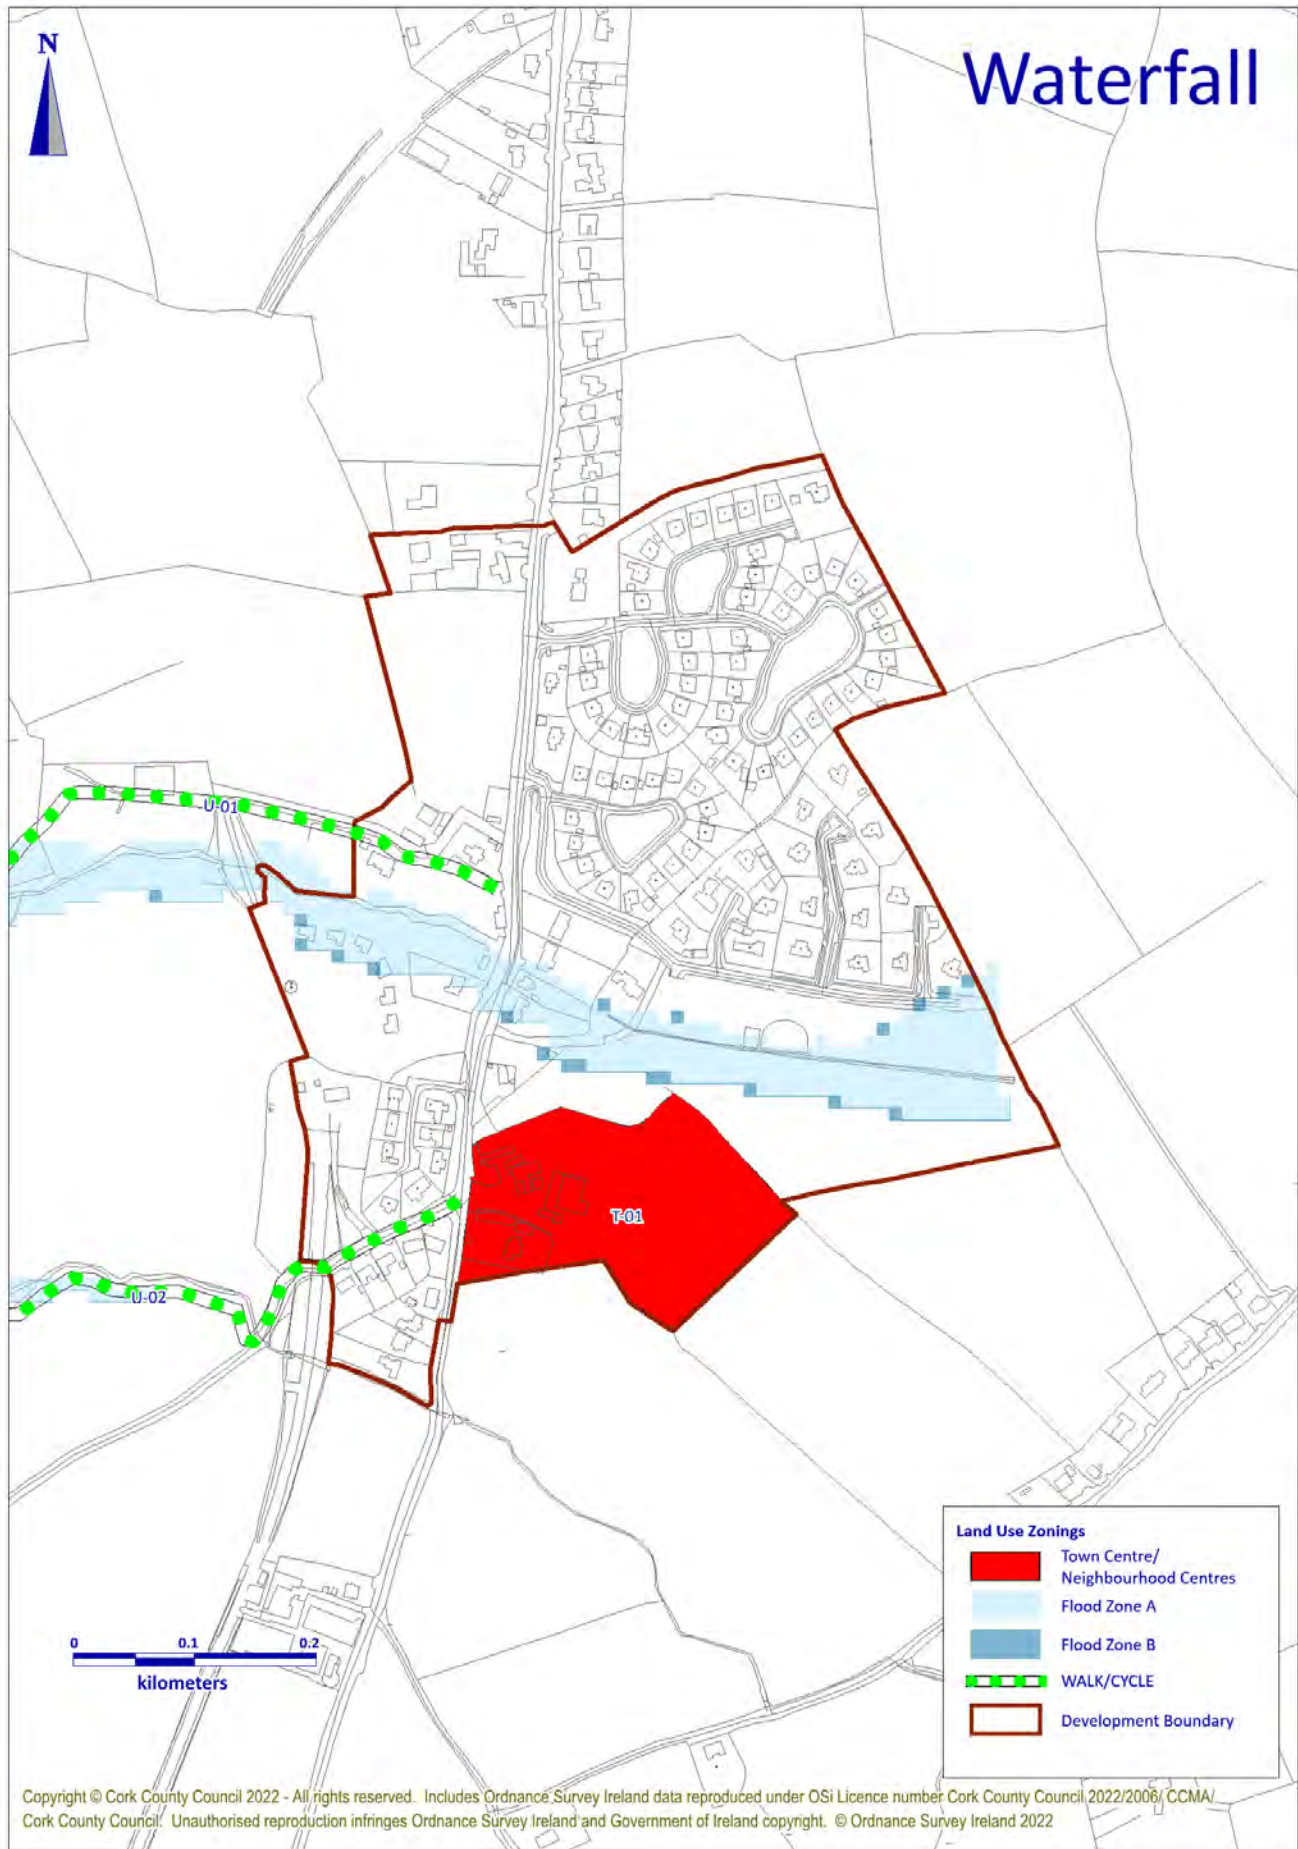 N
Waterfall
U-01
T-01
U-02
Land Use Zonings
Town Centre/
Neighbourhood Centres
Flood Zone A
Flood Zone B
WALK/CYCLE
Development Boundary
0 0.1 0.2
kilometers
Copyright © Cork County Council 2022 - All rights reserved. Includes Ordnance Survey Ireland data reproduced under OSi Licence number Cork County Council 2022/2006/ CCMA/
Cork County Council. Unauthorised reproduction infringes Ordnance Survey Ireland and Government of Ireland copyright. © Ordnance Survey Ireland 2022